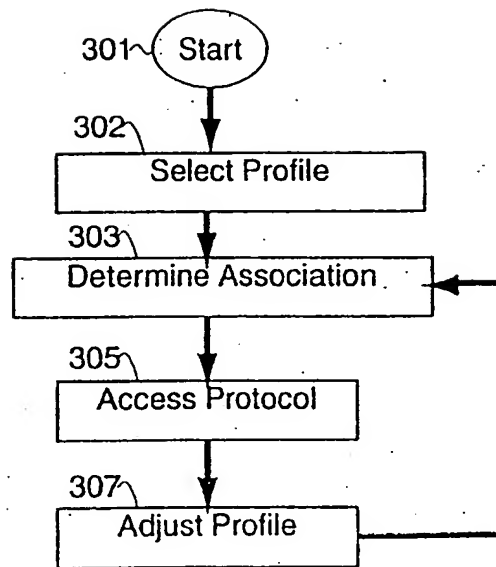 301 Start
302
Select Profile
303
Determine Association
305
Access Protocol
307
Adjust Profile